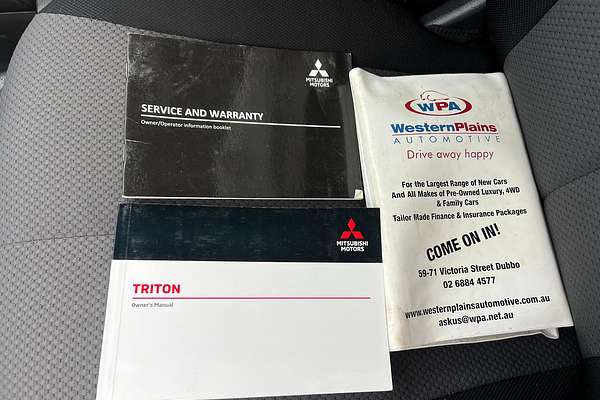 MITSUBISHI
MOTORS
SERVICE AND WARRANTY
Owner/Operator information booklet
MITSUBISHI
MOTORS
TRITON
Owner's Manual
WPA
WesternPlains
AUTOMOTIVE
Drive away happy
For the Largest Range of New Cars
And All Makes of Pre-Owned Luxury, 4WD
& Family Cars
Tailor Made Finance & Insurance Packages
COME ON IN!
59-71 Victoria Street Dubbo
02 6884 4577
www.westernplainsautomotive.com.au
askus@wpa.net.au